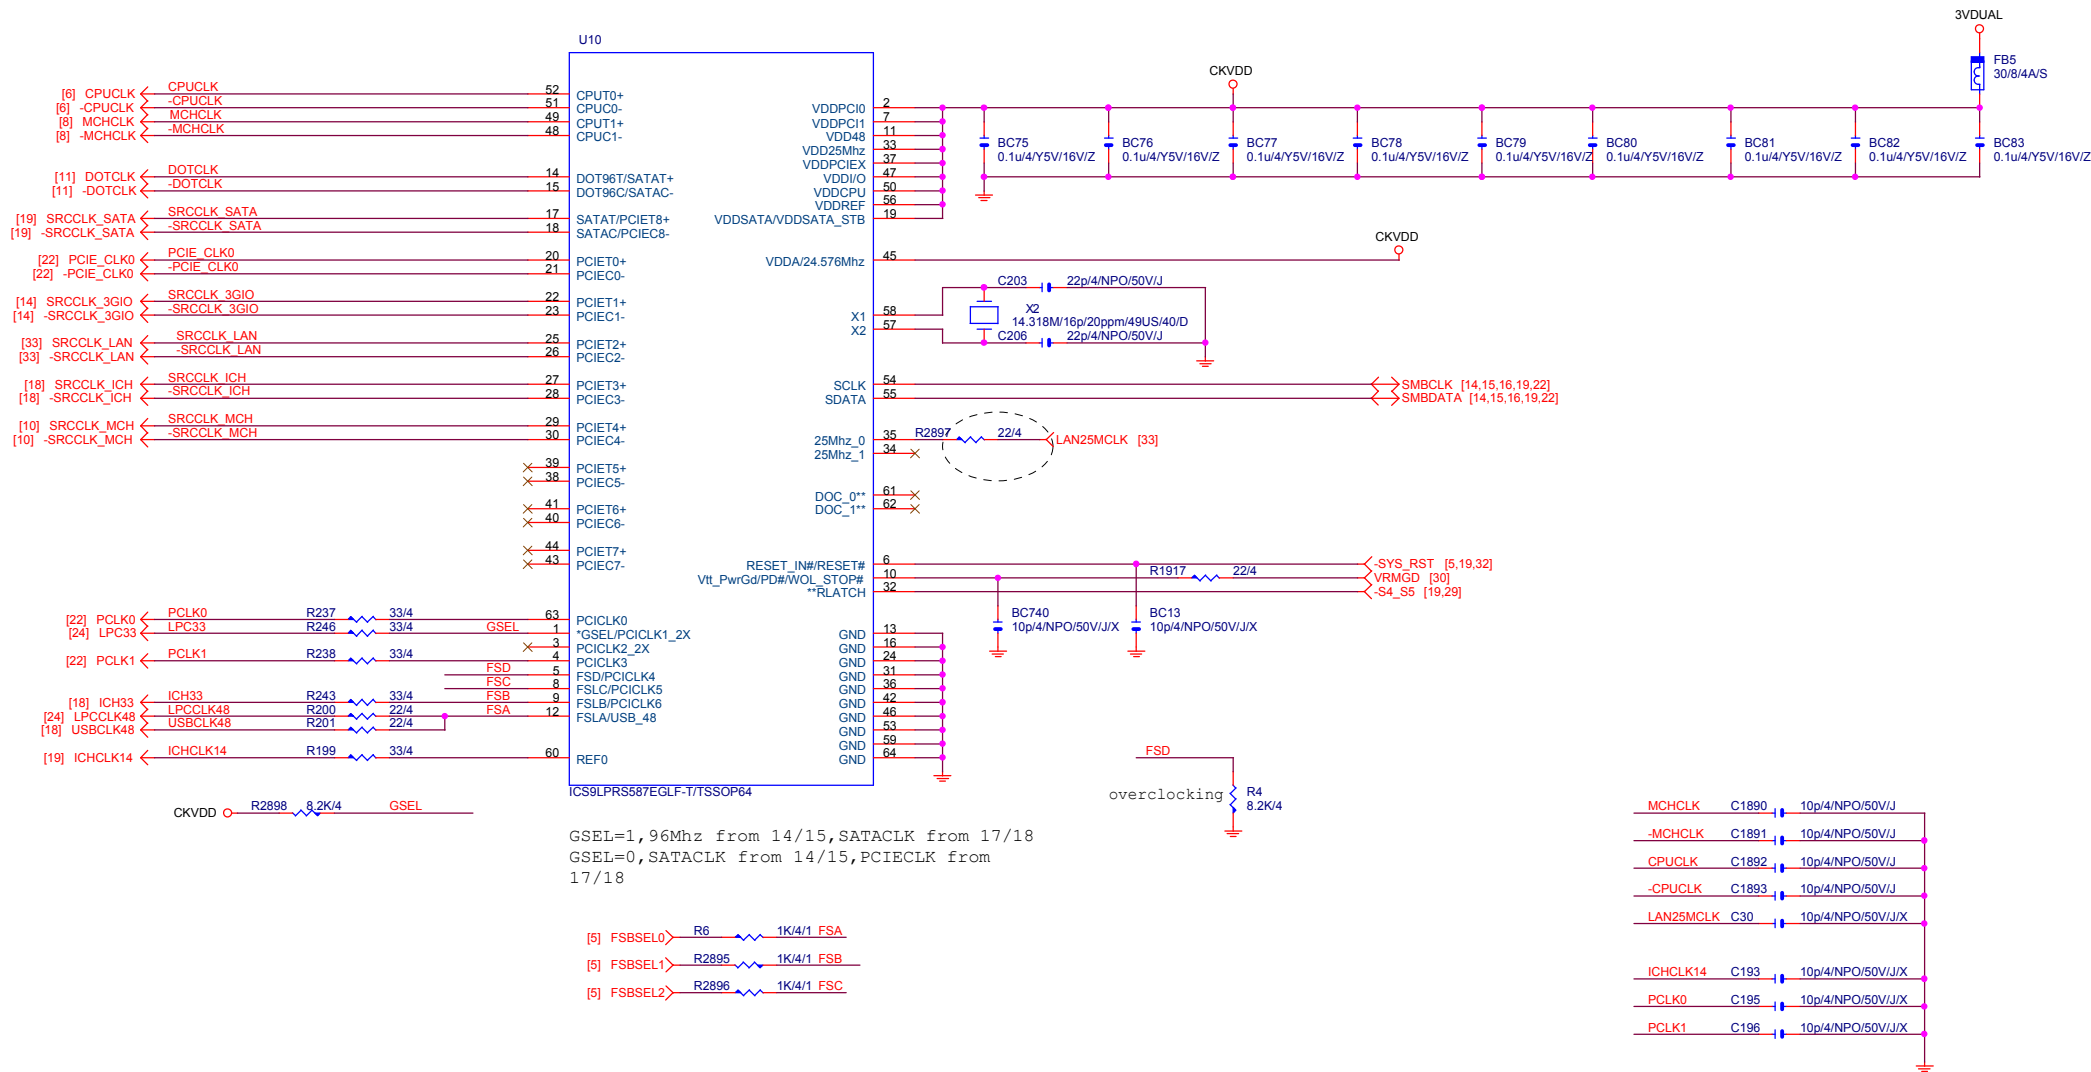 3VDUAL
U10
FB5
30/8/4A/S
CKVDD
[6] CPUCLK CPUCLK 52 CPUT0+
[6] -CPUCLK -CPUCLK 51 CPUC0-
[8] MCHCLK MCHCLK 49 CPUT1+
[8] -MCHCLK -MCHCLK 48 CPUC1-
[11] DOTCLK DOTCLK 14 DOT96T/SATAT+
[11] -DOTCLK -DOTCLK 15 DOT96C/SATAC-
[19] SRCCLK_SATA SRCCLK_SATA 17 SATAT/PCIET8+
[19] -SRCCLK_SATA -SRCCLK_SATA 18 SATAC/PCIEC8-
[22] PCIE_CLK0 PCIE_CLK0 20 PCIET0+
[22] -PCIE_CLK0 -PCIE_CLK0 21 PCIEC0-
[14] SRCCLK_3GIO SRCCLK_3GIO 22 PCIET1+
[14] -SRCCLK_3GIO -SRCCLK_3GIO 23 PCIEC1-
[33] SRCCLK_LAN SRCCLK_LAN 25 PCIET2+
[33] -SRCCLK_LAN -SRCCLK_LAN 26 PCIEC2-
[18] SRCCLK_ICH SRCCLK_ICH 27 PCIET3+
[18] -SRCCLK_ICH -SRCCLK_ICH 28 PCIEC3-
[10] SRCCLK_MCH SRCCLK_MCH 29 PCIET4+
[10] -SRCCLK_MCH -SRCCLK_MCH 30 PCIEC4-
39 PCIET5+
38 PCIEC5-
41 PCIET6+
40 PCIEC6-
44 PCIET7+
43 PCIEC7-
[22] PCLK0 PCLK0 R237 33/4 63 PCICLK0
[24] LPC33 LPC33 R246 33/4 GSEL 1 *GSEL/PCICLK1_2X
3 PCICLK2_2X
[22] PCLK1 PCLK1 R238 33/4 4 PCICLK3
FSD 5 FSD/PCICLK4
FSC 8 FSLC/PCICLK5
[18] ICH33 ICH33 R243 33/4 FSB 9 FSLB/PCICLK6
[24] LPCCLK48 LPCCLK48 R200 22/4 FSA 12 FSLA/USB_48
[18] USBCLK48 USBCLK48 R201 22/4
[19] ICHCLK14 ICHCLK14 R199 33/4 60 REF0
VDDPCI0 2
VDDPCI1 7
VDD48 11
VDD25Mhz 33
VDDPCIEX 37
VDDI/O 47
VDDCPU 50
VDDREF 56
VDDSATA/VDDSATA_STB 19
BC75 BC76 BC77 BC78 BC79 BC80 BC81 BC82 BC83
0.1u/4/Y5V/16V/Z 0.1u/4/Y5V/16V/Z 0.1u/4/Y5V/16V/Z 0.1u/4/Y5V/16V/Z 0.1u/4/Y5V/16V/Z 0.1u/4/Y5V/16V/Z 0.1u/4/Y5V/16V/Z 0.1u/4/Y5V/16V/Z 0.1u/4/Y5V/16V/Z
CKVDD
VDDA/24.576Mhz 45
C203 22p/4/NPO/50V/J
X1 58 X2
14.318M/16p/20ppm/49US/40/D
X2 57
C206 22p/4/NPO/50V/J
SCLK 54 SMBCLK [14,15,16,19,22]
SDATA 55 SMBDATA [14,15,16,19,22]
25Mhz_0 35 R2897 22/4 LAN25MCLK [33]
25Mhz_1 34
DOC_0** 61
DOC_1** 62
RESET_IN#/RESET# 6 -SYS_RST [5,19,32]
Vtt_PwrGd/PD#/WOL_STOP# 10 R1917 22/4 VRMGD [30]
**RLATCH 32 -S4_S5 [19,29]
BC740 BC13
10p/4/NPO/50V/J/X 10p/4/NPO/50V/J/X
GND 13
GND 16
GND 24
GND 31
GND 36
GND 42
GND 46
GND 53
GND 59
GND 64
ICS9LPRS587EGLF-T/TSSOP64
FSD
overclocking R4
8.2K/4
CKVDD R2898 8.2K/4 GSEL
GSEL=1,96Mhz from 14/15,SATACLK from 17/18
GSEL=0,SATACLK from 14/15,PCIECLK from
17/18
[5] FSBSEL0 R6 1K/4/1 FSA
[5] FSBSEL1 R2895 1K/4/1 FSB
[5] FSBSEL2 R2896 1K/4/1 FSC
MCHCLK C1890 10p/4/NPO/50V/J
-MCHCLK C1891 10p/4/NPO/50V/J
CPUCLK C1892 10p/4/NPO/50V/J
-CPUCLK C1893 10p/4/NPO/50V/J
LAN25MCLK C30 10p/4/NPO/50V/J/X
ICHCLK14 C193 10p/4/NPO/50V/J/X
PCLK0 C195 10p/4/NPO/50V/J/X
PCLK1 C196 10p/4/NPO/50V/J/X